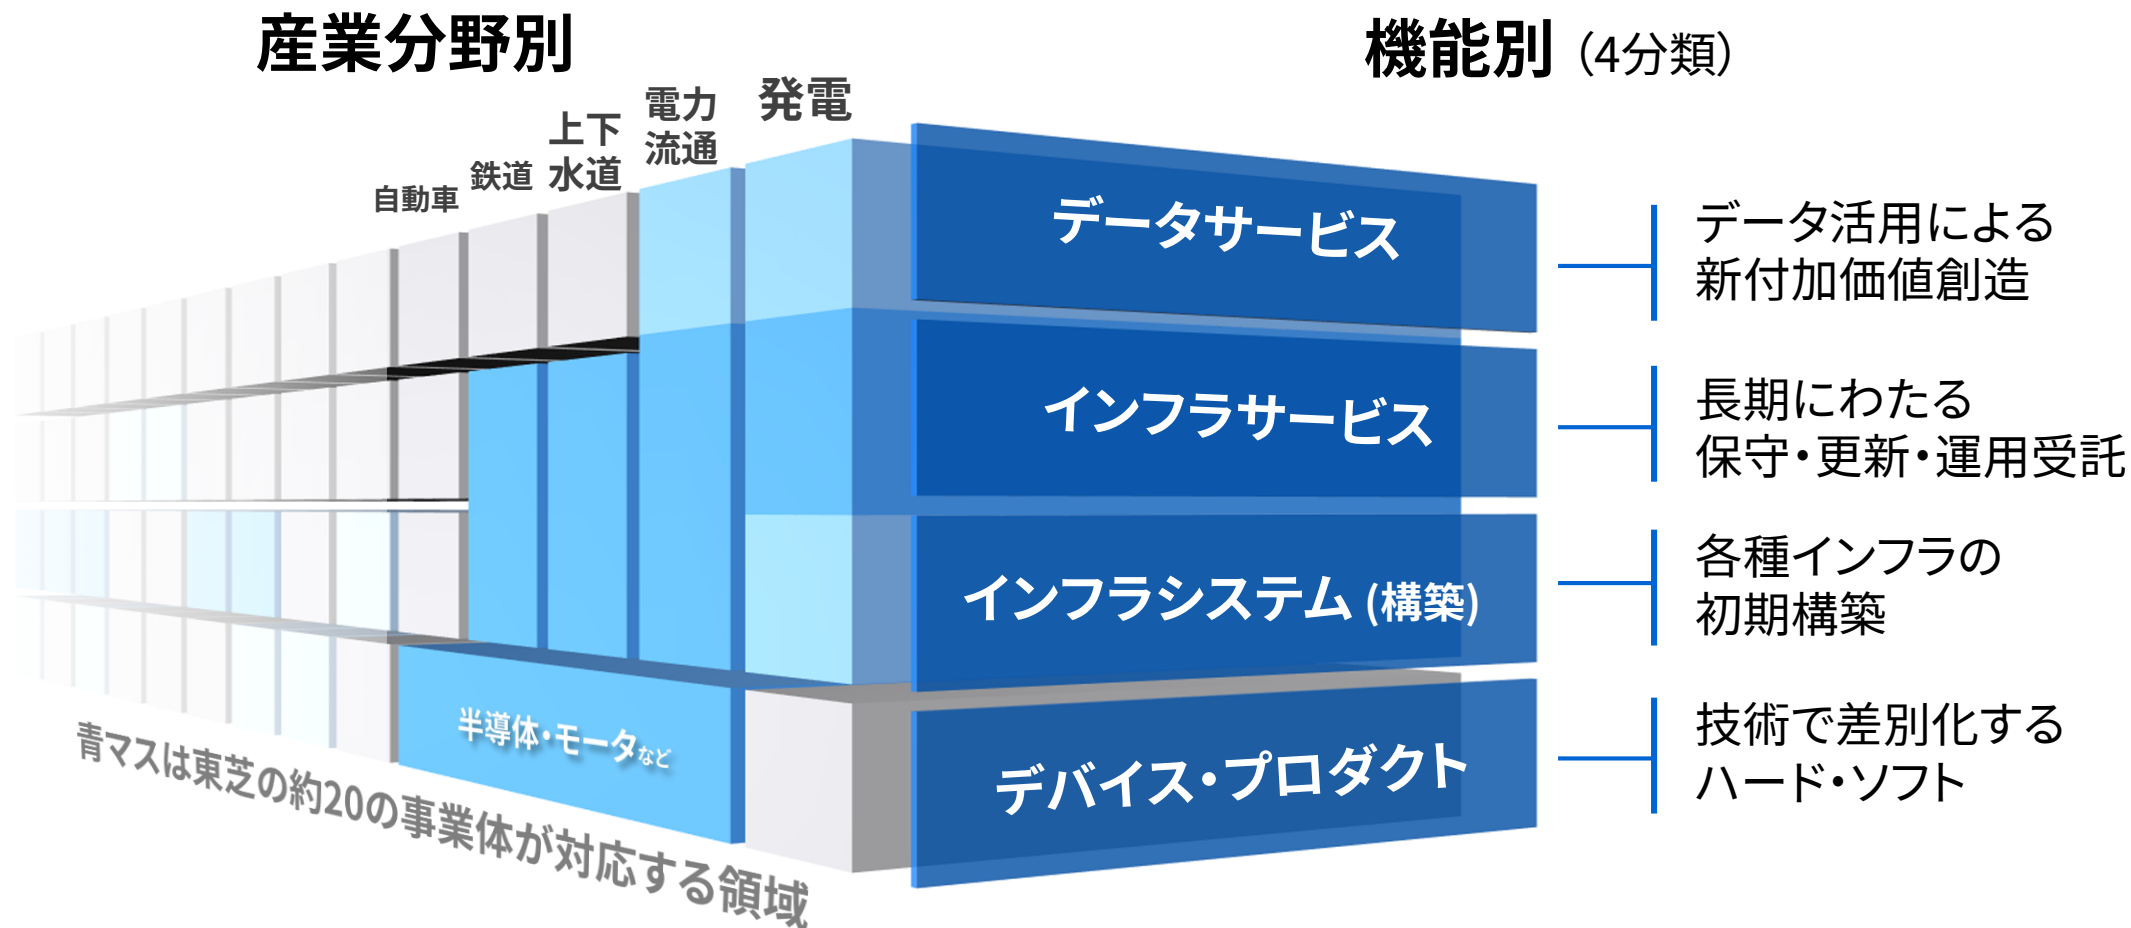 産業分野別
機能別 （4分類）
発電
電力
流通
上下
水道
鉄道
自動車
データサービス
データ活用による
新付加価値創造
インフラサービス
長期にわたる
保守・更新・運用受託
インフラシステム (構築)
各種インフラの
初期構築
半導体・モータなど
デバイス・プロダクト
技術で差別化する
ハード・ソフト
青マスは東芝の約20の事業体が対応する領域